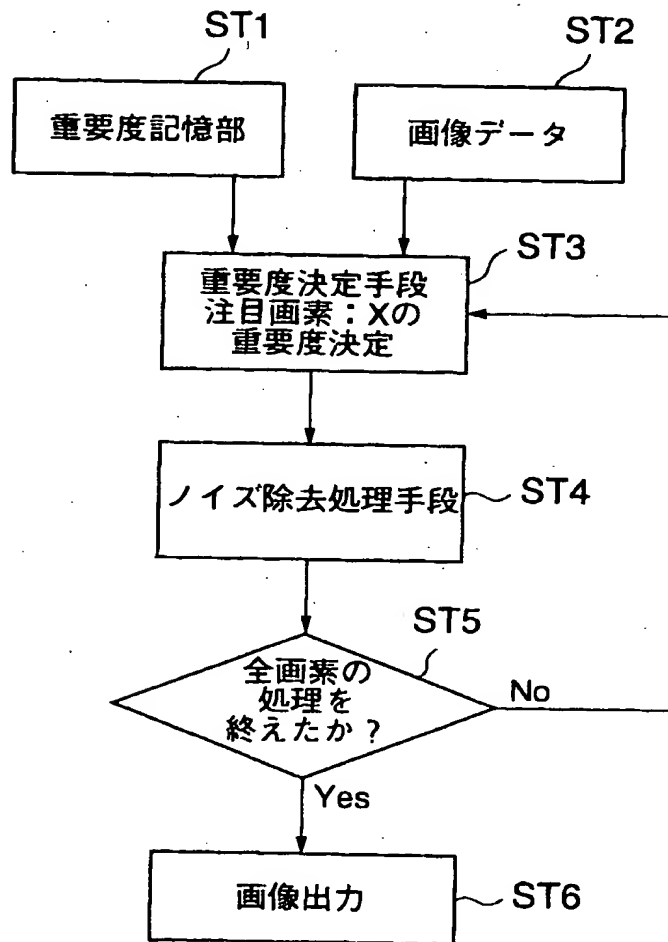 ST1
ST2
重要度記憶部
画像データ
ST3
重要度決定手段
注目画素：Xの
重要度決定
ノイズ除去処理手段
ST4
ST5
全画素の
処理を
終えたか？
No
Yes
画像出力
ST6